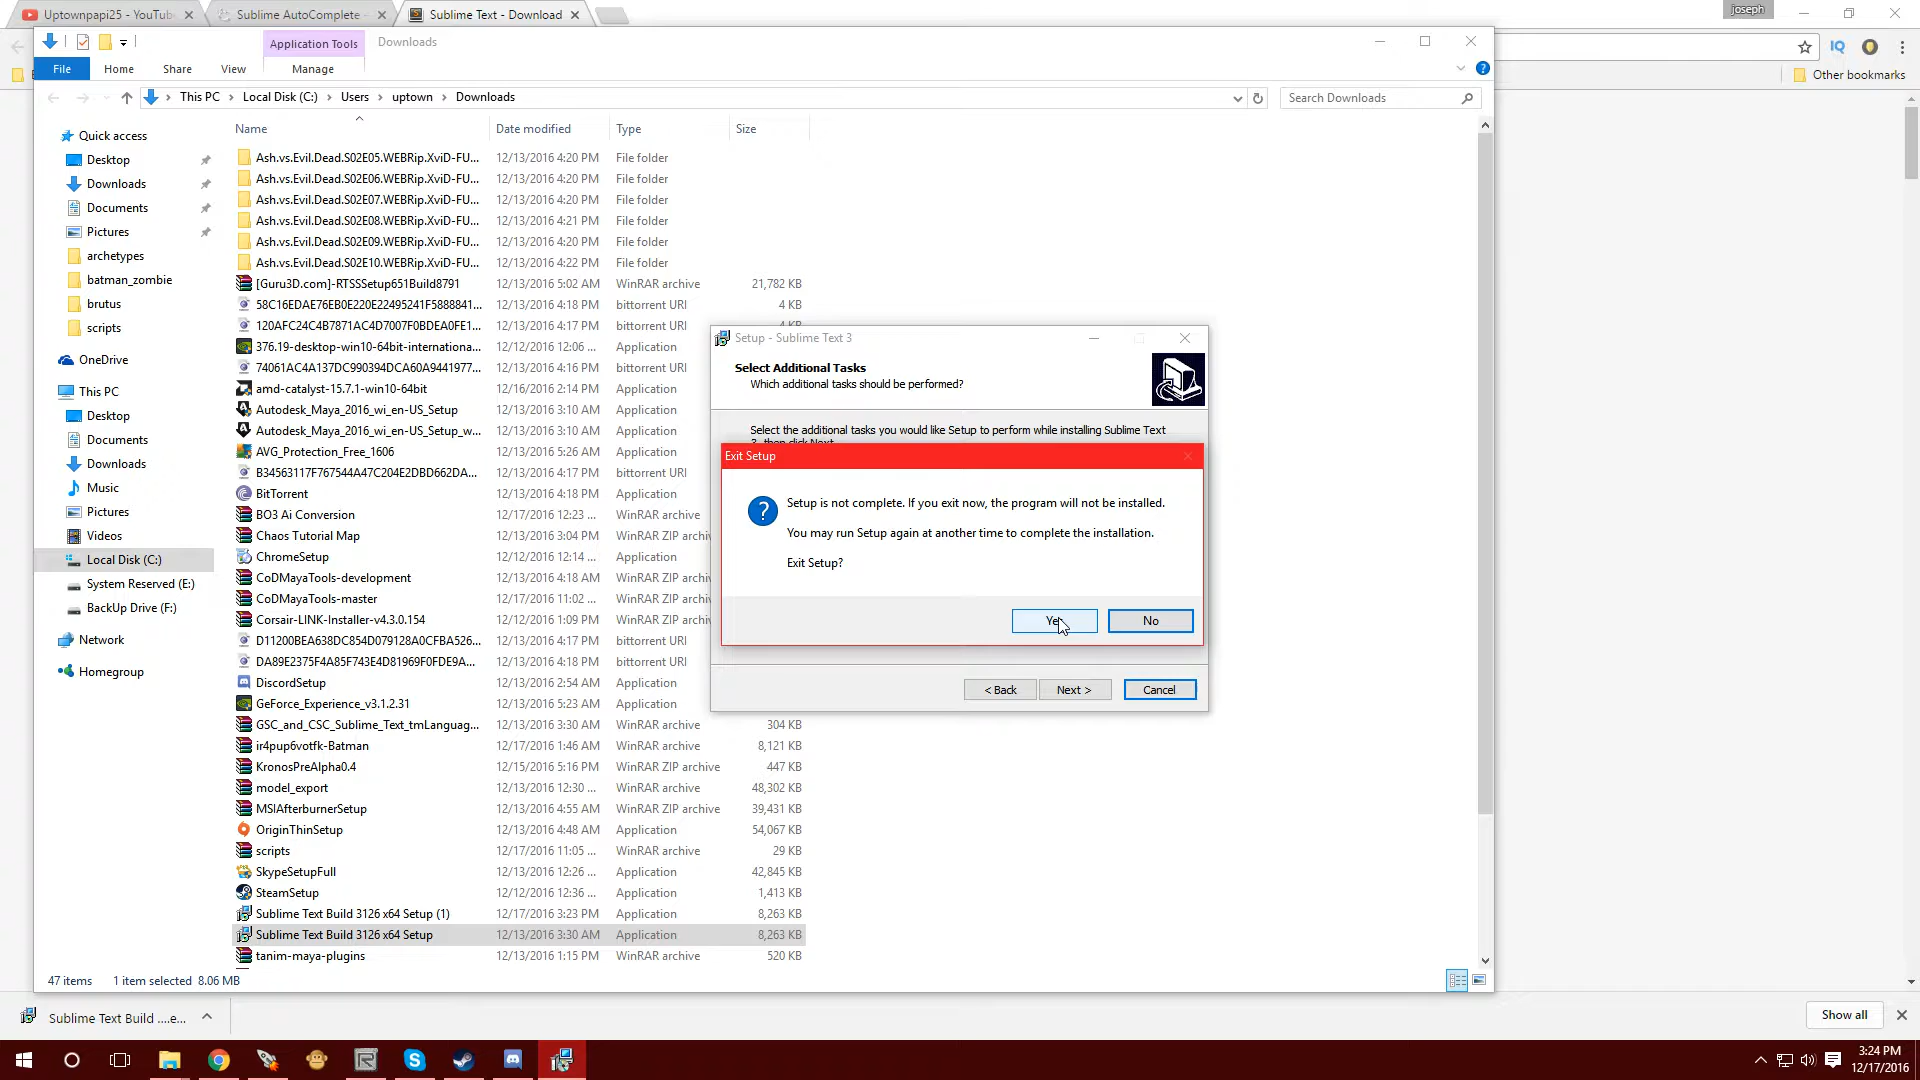 Uptownpapi25 - YouTub
Sublime AutoComplete -
Sublime Text - Download
joseph
Application Tools
Downloads
File
Home
Share
View
Manage
IQ
Other bookmarks
This PC
Local Disk (C:)
Users
uptown
Downloads
Search Downloads
Name
Date modified
Type
Size
Quick access
Desktop
Downloads
Documents
Pictures
archetypes
batman_zombie
brutus
scripts
OneDrive
This PC
Desktop
Documents
Downloads
Music
Pictures
Videos
Local Disk (C:)
System Reserved (E:)
BackUp Drive (F:)
Network
Homegroup
Ash.vs.Evil.Dead.S02E05.WEBRip.XviD-FU... 12/13/2016 4:20 PM File folder
Ash.vs.Evil.Dead.S02E06.WEBRip.XviD-FU... 12/13/2016 4:20 PM File folder
Ash.vs.Evil.Dead.S02E07.WEBRip.XviD-FU... 12/13/2016 4:20 PM File folder
Ash.vs.Evil.Dead.S02E08.WEBRip.XviD-FU... 12/13/2016 4:21 PM File folder
Ash.vs.Evil.Dead.S02E09.WEBRip.XviD-FU... 12/13/2016 4:20 PM File folder
Ash.vs.Evil.Dead.S02E10.WEBRip.XviD-FU... 12/13/2016 4:22 PM File folder
[Guru3D.com]-RTSSSetup651Build8791 12/13/2016 5:02 AM WinRAR archive 21,782 KB
58C16EDAE76EB0E220E22495241F5888841... 12/13/2016 4:18 PM bittorrent URI 4 KB
120AFC24C4B7871AC4D7007F0BDEA0FE1... 12/13/2016 4:17 PM bittorrent URI 4 KB
376.19-desktop-win10-64bit-internationa... 12/12/2016 12:06 ... Application
74061AC4A137DC990394DCA60A9441977... 12/13/2016 4:16 PM bittorrent URI
amd-catalyst-15.7.1-win10-64bit 12/16/2016 2:14 PM Application
Autodesk_Maya_2016_wi_en-US_Setup 12/13/2016 3:10 AM Application
Autodesk_Maya_2016_wi_en-US_Setup_w... 12/13/2016 3:10 AM Application
AVG_Protection_Free_1606 12/13/2016 5:26 AM Application
B34563117F767544A47C204E2DBD662DA... 12/13/2016 4:17 PM bittorrent URI
BitTorrent 12/13/2016 4:18 PM Application
BO3 Ai Conversion 12/17/2016 12:23 ... WinRAR archive
Chaos Tutorial Map 12/13/2016 3:04 PM WinRAR ZIP archiv
ChromeSetup 12/12/2016 12:14 ... Application
CoDMayaTools-development 12/13/2016 4:18 AM WinRAR ZIP archiv
CoDMayaTools-master 12/17/2016 11:02 ... WinRAR ZIP archiv
Corsair-LINK-Installer-v4.3.0.154 12/12/2016 1:09 PM WinRAR ZIP archiv
D11200BEA638DC854D079128A0CFBA526... 12/13/2016 4:17 PM bittorrent URI
DA89E2375F4A85F743E4D81969F0FDE9A... 12/13/2016 4:18 PM bittorrent URI
DiscordSetup 12/13/2016 2:54 AM Application
GeForce_Experience_v3.1.2.31 12/13/2016 5:23 AM Application
GSC_and_CSC_Sublime_Text_tmLanguag... 12/13/2016 3:30 AM WinRAR archive 304 KB
ir4pup6votfk-Batman 12/17/2016 1:46 AM WinRAR archive 8,121 KB
KronosPreAlpha0.4 12/15/2016 5:16 PM WinRAR ZIP archive 447 KB
model_export 12/13/2016 12:30 ... WinRAR archive 48,302 KB
MSIAfterburnerSetup 12/13/2016 4:55 AM WinRAR ZIP archive 39,431 KB
OriginThinSetup 12/13/2016 4:48 AM Application 54,067 KB
scripts 12/17/2016 11:05 ... WinRAR archive 29 KB
SkypeSetupFull 12/13/2016 12:26 ... Application 42,845 KB
SteamSetup 12/12/2016 12:36 ... Application 1,413 KB
Sublime Text Build 3126 x64 Setup (1) 12/17/2016 3:23 PM Application 8,263 KB
Sublime Text Build 3126 x64 Setup 12/13/2016 3:30 AM Application 8,263 KB
tanim-maya-plugins 12/13/2016 1:15 PM WinRAR archive 520 KB
Setup - Sublime Text 3
Select Additional Tasks
Which additional tasks should be performed?
Select the additional tasks you would like Setup to perform while installing Sublime Text
3, then click Next.
Exit Setup
Setup is not complete. If you exit now, the program will not be installed.
You may run Setup again at another time to complete the installation.
Exit Setup?
Yes
No
< Back
Next >
Cancel
47 items
1 item selected 8.06 MB
Sublime Text Build ....e...
Show all
3:24 PM
12/17/2016